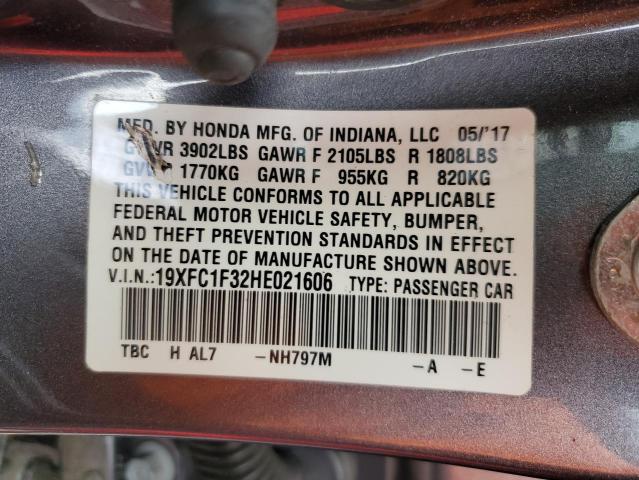 MFD. BY HONDA MFG. OF INDIANA, LLC 05/'17
GVWR 3902LBS GAWR F 2105LBS R 1808LBS
GVWR 1770KG GAWR F 955KG R 820KG
THIS VEHICLE CONFORMS TO ALL APPLICABLE
FEDERAL MOTOR VEHICLE SAFETY, BUMPER,
AND THEFT PREVENTION STANDARDS IN EFFECT
ON THE DATE OF MANUFACTURE SHOWN ABOVE.
V.I.N.:19XFC1F32HE021606 TYPE: PASSENGER CAR
TBC H AL7 -NH797M -A -E